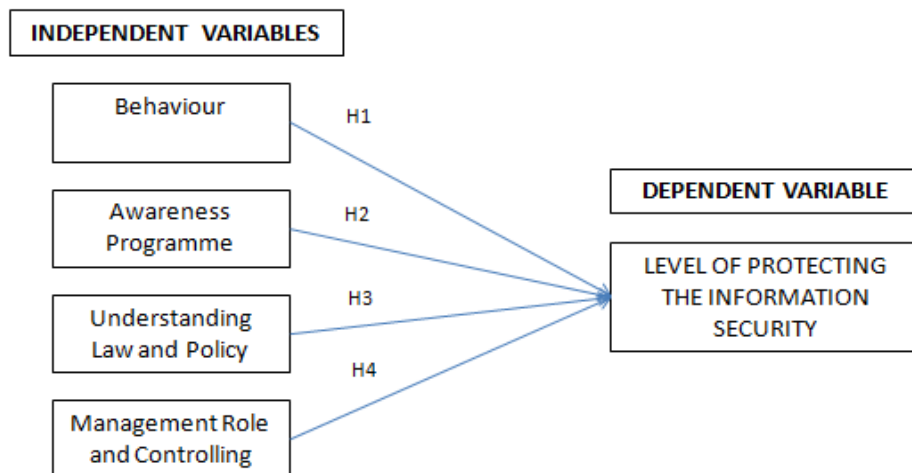 INDEPENDENT VARIABLES
Behaviour
H1
Awareness
Programme
H2
Understanding
Law and Policy
H3
Management Role
and Controlling
H4
DEPENDENT VARIABLE
LEVEL OF PROTECTING
THE INFORMATION
SECURITY